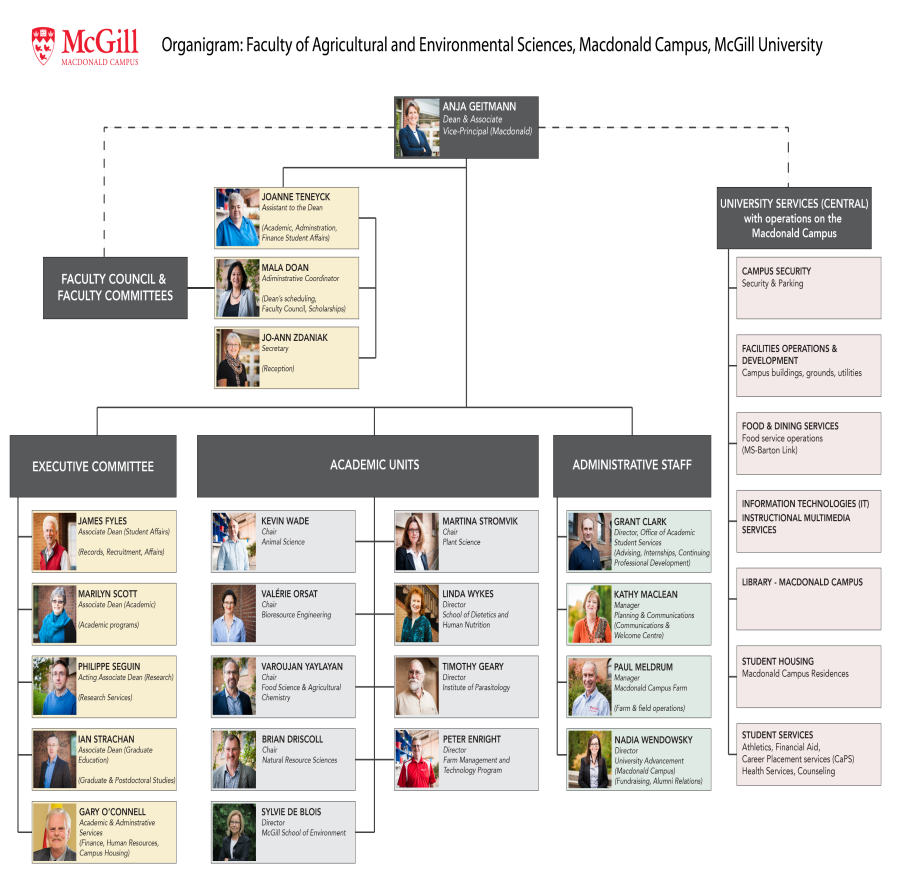 McGill
MACDONALD CAMPUS
Organigram: Faculty of Agricultural and Environmental Sciences, Macdonald Campus, McGill University
ANJA GEITMANN
Dean & Associate
Vice-Principal (Macdonald)
JOANNE TENEYCK
Assistant to the Dean
(Academic, Adminstration,
Finance Student Affairs)
MALA DOAN
Adiminstrative Coordinator
(Dean's scheduling,
Faculty Council, Scholarships)
JO-ANN ZDANIAK
Secretary
(Reception)
FACULTY COUNCIL &
FACULTY COMMITTEES
UNIVERSITY SERVICES (CENTRAL)
with operations on the
Macdonald Campus
CAMPUS SECURITY
Security & Parking
FACILITIES OPERATIONS &
DEVELOPMENT
Campus buildings, grounds, utilities
FOOD & DINING SERVICES
Food service operations
(MS-Barton Link)
INFORMATION TECHNOLOGIES (IT)
INSTRUCTIONAL MULTIMEDIA
SERVICES
LIBRARY - MACDONALD CAMPUS
STUDENT HOUSING
Macdonald Campus Residences
STUDENT SERVICES
Athletics, Financial Aid,
Career Placement services (CaPS)
Health Services, Counseling
EXECUTIVE COMMITTEE
JAMES FYLES
Associate Dean (Student Affairs)
(Records, Recruitment, Affairs)
MARILYN SCOTT
Associate Dean (Academic)
(Academic programs)
PHILIPPE SEGUIN
Acting Associate Dean (Research)
(Research Services)
IAN STRACHAN
Associate Dean (Graduate
Education)
(Graduate & Postdoctoral Studies)
GARY O'CONNELL
Academic & Adminstrative
Services
(Finance, Human Resources,
Campus Housing)
ACADEMIC UNITS
KEVIN WADE
Chair
Animal Science
VALÉRIE ORSAT
Chair
Bioresource Engineering
VAROUJAN YAYLAYAN
Chair
Food Science & Agricultural
Chemistry
BRIAN DRISCOLL
Chair
Natural Resource Sciences
SYLVIE DE BLOIS
Director
McGill School of Environment
MARTINA STROMVIK
Chair
Plant Science
LINDA WYKES
Director
School of Dietetics and
Human Nutrition
TIMOTHY GEARY
Director
Institute of Parasitology
PETER ENRIGHT
Director
Farm Management and
Technology Program
ADMINISTRATIVE STAFF
GRANT CLARK
Director, Office of Academic
Student Services
(Advising, Internships, Continuing
Professional Development)
KATHY MACLEAN
Manager
Planning & Communications
(Communications &
Welcome Centre)
PAUL MELDRUM
Manager
Macdonald Campus Farm
(Farm & field operations)
NADIA WENDOWSKY
Director
University Advancement
(Macdonald Campus)
(Fundraising, Alumni Relations)